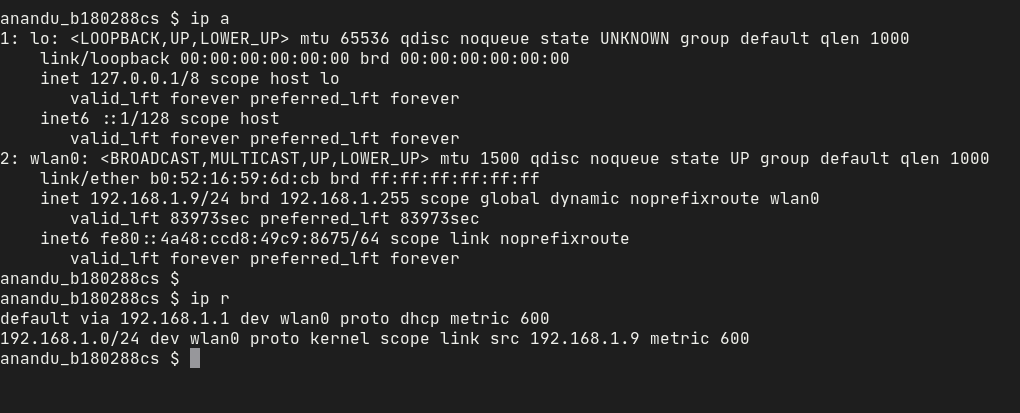 anandu_b180288cs $ ip a
1: lo: <LOOPBACK,UP,LOWER_UP> mtu 65536 qdisc noqueue state UNKNOWN group default qlen 1000
    link/loopback 00:00:00:00:00:00 brd 00:00:00:00:00:00
    inet 127.0.0.1/8 scope host lo
       valid_lft forever preferred_lft forever
    inet6 ::1/128 scope host
       valid_lft forever preferred_lft forever
2: wlan0: <BROADCAST,MULTICAST,UP,LOWER_UP> mtu 1500 qdisc noqueue state UP group default qlen 1000
    link/ether b0:52:16:59:6d:cb brd ff:ff:ff:ff:ff:ff
    inet 192.168.1.9/24 brd 192.168.1.255 scope global dynamic noprefixroute wlan0
       valid_lft 83973sec preferred_lft 83973sec
    inet6 fe80::4a48:ccd8:49c9:8675/64 scope link noprefixroute
       valid_lft forever preferred_lft forever
anandu_b180288cs $
anandu_b180288cs $ ip r
default via 192.168.1.1 dev wlan0 proto dhcp metric 600
192.168.1.0/24 dev wlan0 proto kernel scope link src 192.168.1.9 metric 600
anandu_b180288cs $